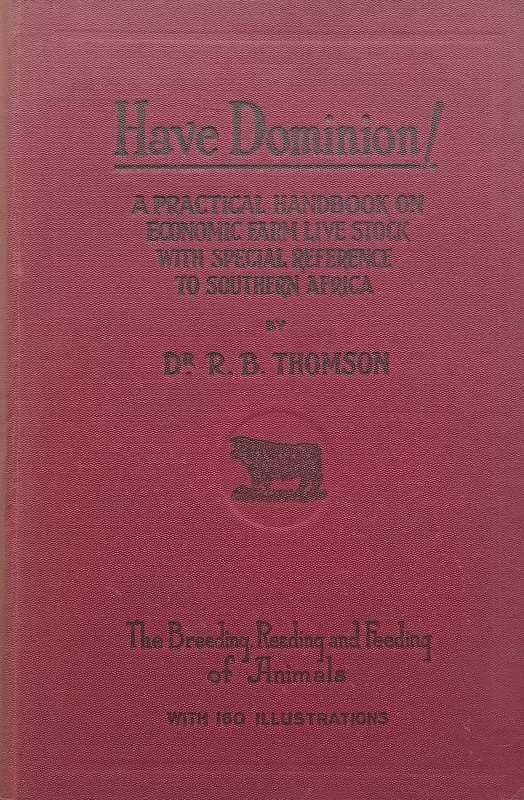 Have Dominion!
A PRACTICAL HANDBOOK ON
ECONOMIC FARM LIVE STOCK
WITH SPECIAL REFERENCE
TO SOUTHERN AFRICA
BY
DR. R. B. THOMSON
The Breeding, Rearing and Feeding
of Animals
WITH 160 ILLUSTRATIONS